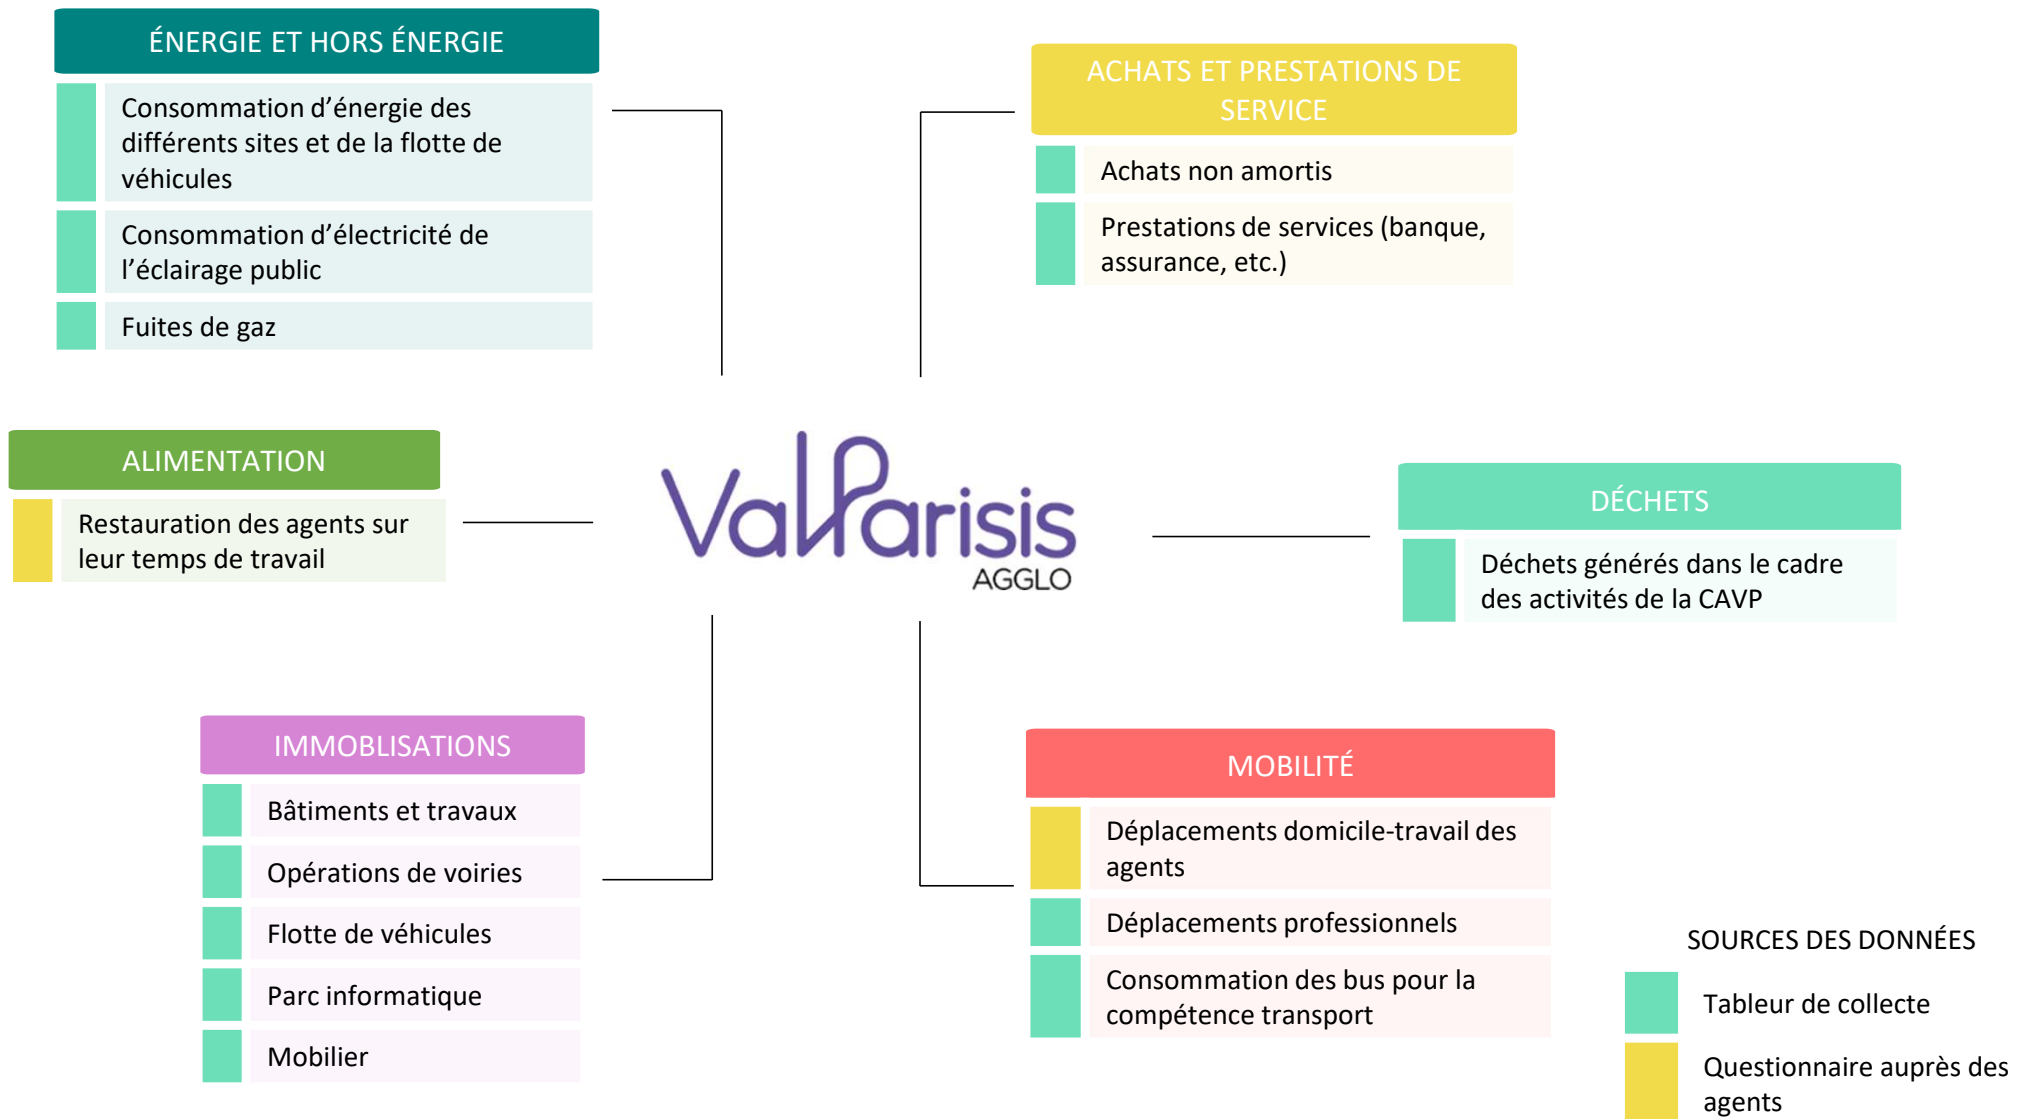 ÉNERGIE ET HORS ÉNERGIE
Consommation d’énergie des
différents sites et de la flotte de
véhicules
Consommation d’électricité de
l’éclairage public
Fuites de gaz
ACHATS ET PRESTATIONS DE
SERVICE
Achats non amortis
Prestations de services (banque,
assurance, etc.)
ALIMENTATION
Restauration des agents sur
leur temps de travail
ValParisis
AGGLO
DÉCHETS
Déchets générés dans le cadre
des activités de la CAVP
IMMOBLISATIONS
Bâtiments et travaux
Opérations de voiries
Flotte de véhicules
Parc informatique
Mobilier
MOBILITÉ
Déplacements domicile-travail des
agents
Déplacements professionnels
Consommation des bus pour la
compétence transport
SOURCES DES DONNÉES
Tableur de collecte
Questionnaire auprès des
agents